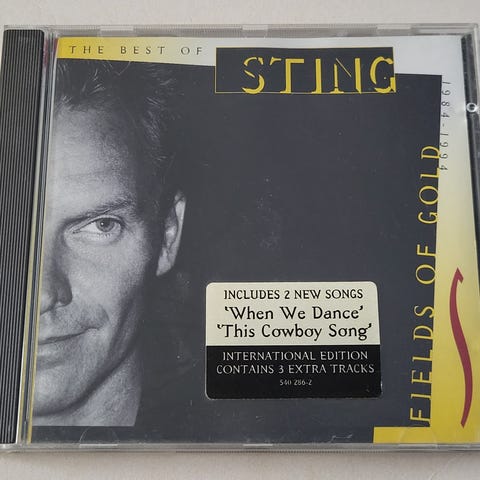 THE BEST OF
STING
1984-1994
FIELDS OF GOLD
INCLUDES 2 NEW SONGS
'When We Dance'
'This Cowboy Song'
INTERNATIONAL EDITION
CONTAINS 3 EXTRA TRACKS
540 286-2